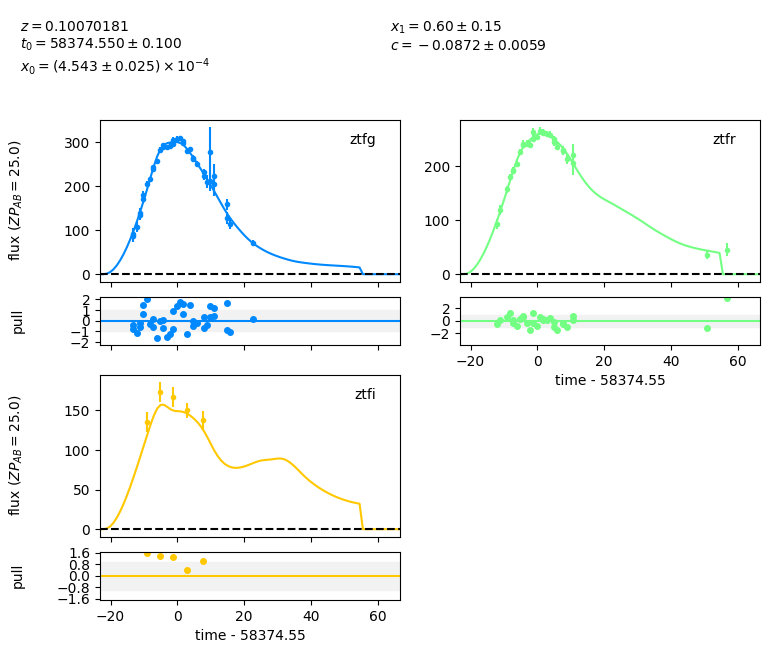 z = 0.10070181
t₀ = 58374.550 ± 0.100
x₀ = (4.543 ± 0.025) × 10⁻⁴
x₁ = 0.60 ± 0.15
c = −0.0872 ± 0.0059
flux (ZP_AB = 25.0)
300
200
100
0
ztfg
200
100
0
ztfr
pull
2
1
0
−1
−2
2
0
−2
−20 0 20 40 60
time - 58374.55
flux (ZP_AB = 25.0)
150
100
50
0
ztfi
pull
1.6
0.8
0.0
−0.8
−1.6
−20 0 20 40 60
time - 58374.55